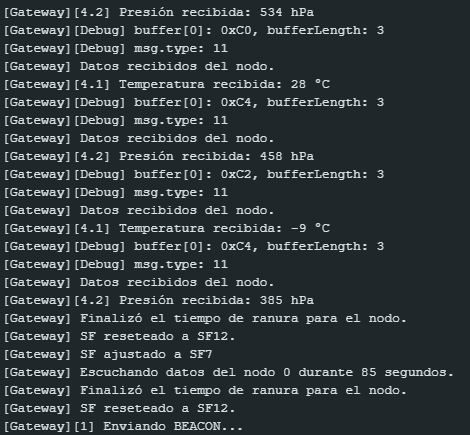 [Gateway][4.2] Presión recibida: 534 hPa
[Gateway][Debug] buffer[0]: 0xC0, bufferLength: 3
[Gateway][Debug] msg.type: 11
[Gateway] Datos recibidos del nodo.
[Gateway][4.1] Temperatura recibida: 28 ºC
[Gateway][Debug] buffer[0]: 0xC4, bufferLength: 3
[Gateway][Debug] msg.type: 11
[Gateway] Datos recibidos del nodo.
[Gateway][4.2] Presión recibida: 458 hPa
[Gateway][Debug] buffer[0]: 0xC2, bufferLength: 3
[Gateway][Debug] msg.type: 11
[Gateway] Datos recibidos del nodo.
[Gateway][4.1] Temperatura recibida: -9 ºC
[Gateway][Debug] buffer[0]: 0xC4, bufferLength: 3
[Gateway][Debug] msg.type: 11
[Gateway] Datos recibidos del nodo.
[Gateway][4.2] Presión recibida: 385 hPa
[Gateway] Finalizó el tiempo de ranura para el nodo.
[Gateway] SF reseteado a SF12.
[Gateway] SF ajustado a SF7
[Gateway] Escuchando datos del nodo 0 durante 85 segundos.
[Gateway] Finalizó el tiempo de ranura para el nodo.
[Gateway] SF reseteado a SF12.
[Gateway][1] Enviando BEACON...